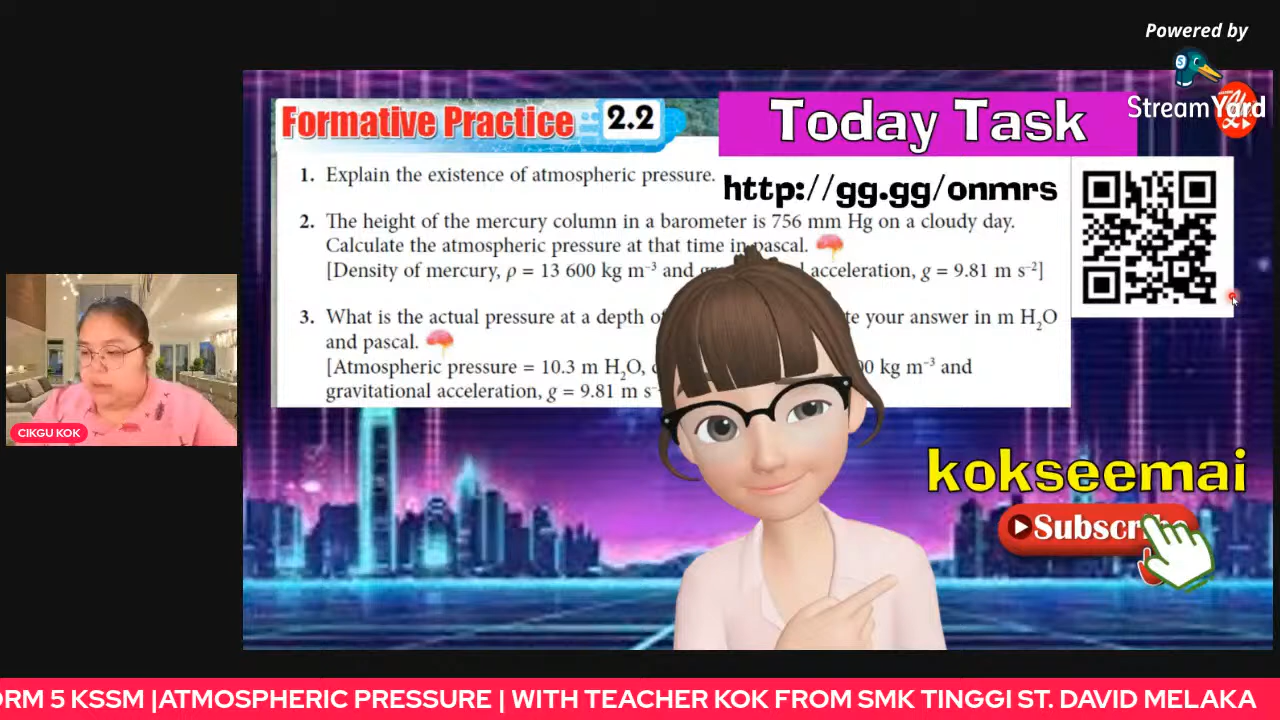 Powered by
StreamYard
Formative Practice 2.2
Today Task
1. Explain the existence of atmospheric pressure.
http://gg.gg/onmrs
2. The height of the mercury column in a barometer is 756 mm Hg on a cloudy day.
Calculate the atmospheric pressure at that time in pascal.
[Density of mercury, ρ = 13 600 kg m⁻³ and acceleration, g = 9.81 m s⁻²]
3. What is the actual pressure at a depth your answer in m H₂O
and pascal.
[Atmospheric pressure = 10.3 m H₂O, kg m⁻³ and
gravitational acceleration, g = 9.81 m
kokseemai
CIKGU KOK
FORM 5 KSSM |ATMOSPHERIC PRESSURE | WITH TEACHER KOK FROM SMK TINGGI ST. DAVID MELAKA